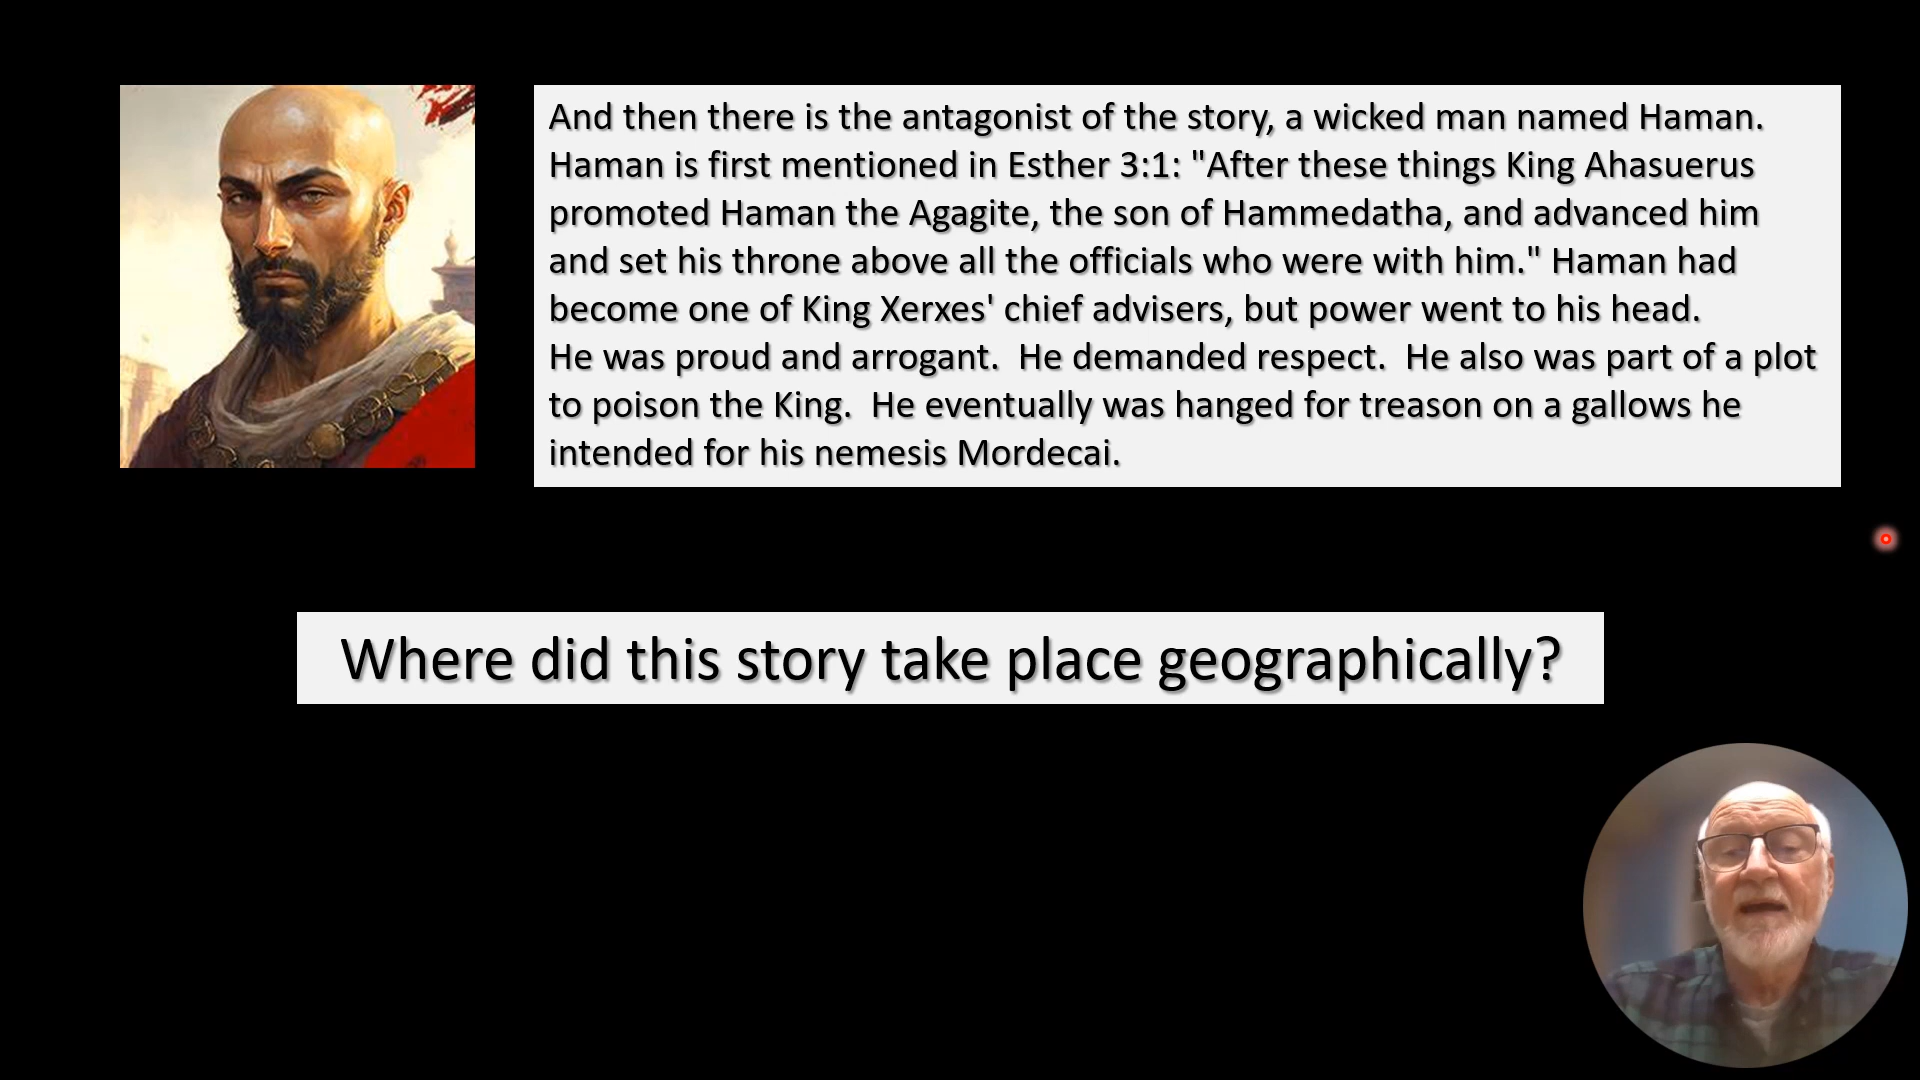 And then there is the antagonist of the story, a wicked man named Haman.
Haman is first mentioned in Esther 3:1: "After these things King Ahasuerus
promoted Haman the Agagite, the son of Hammedatha, and advanced him
and set his throne above all the officials who were with him." Haman had
become one of King Xerxes' chief advisers, but power went to his head.
He was proud and arrogant.  He demanded respect.  He also was part of a plot
to poison the King.  He eventually was hanged for treason on a gallows he
intended for his nemesis Mordecai.
Where did this story take place geographically?